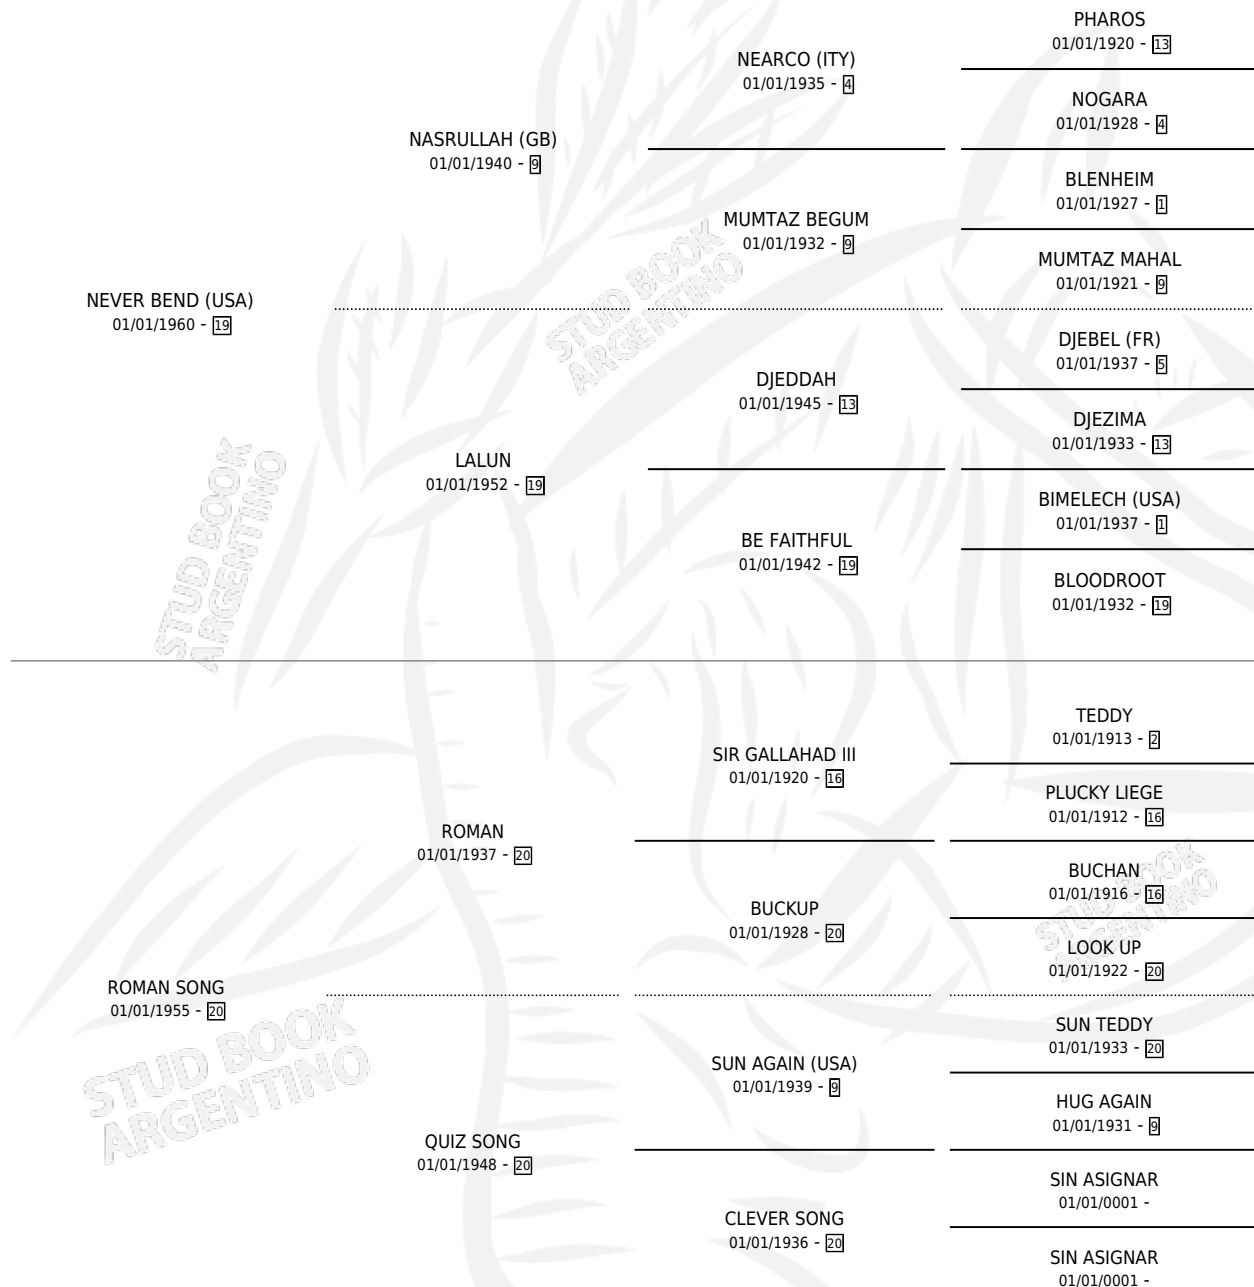 PHAROS
01/01/1920 - 13
NEARCO (ITY)
01/01/1935 - 4
NOGARA
01/01/1928 - 4
NASRULLAH (GB)
01/01/1940 - 9
BLENHEIM
01/01/1927 - 1
MUMTAZ BEGUM
01/01/1932 - 9
MUMTAZ MAHAL
01/01/1921 - 9
NEVER BEND (USA)
01/01/1960 - 19
STUD BOOK
ARGENTINO
DJEBEL (FR)
01/01/1937 - 5
DJEDDAH
01/01/1945 - 13
DJEZIMA
01/01/1933 - 13
LALUN
01/01/1952 - 19
BIMELECH (USA)
01/01/1937 - 1
BE FAITHFUL
01/01/1942 - 19
BLOODROOT
01/01/1932 - 19
STUD BOOK
ARGENTINO
TEDDY
01/01/1913 - 2
SIR GALLAHAD III
01/01/1920 - 16
PLUCKY LIEGE
01/01/1912 - 16
ROMAN
01/01/1937 - 20
BUCHAN
01/01/1916 - 16
BUCKUP
01/01/1928 - 20
LOOK UP
01/01/1922 - 20
STUD BOOK
ARGENTINO
ROMAN SONG
01/01/1955 - 20
SUN TEDDY
01/01/1933 - 20
SUN AGAIN (USA)
01/01/1939 - 9
HUG AGAIN
01/01/1931 - 9
STUD BOOK
ARGENTINO
QUIZ SONG
01/01/1948 - 20
SIN ASIGNAR
01/01/0001 -
CLEVER SONG
01/01/1936 - 20
SIN ASIGNAR
01/01/0001 -